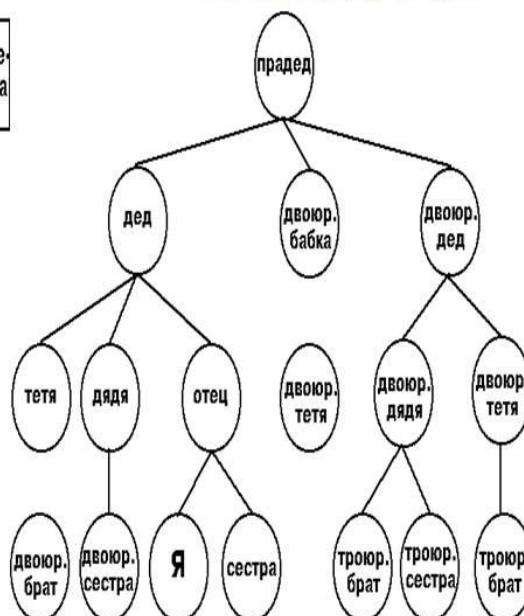 прадед
дед
двоюр.
бабка
двоюр.
дед
тетя
дядя
отец
двоюр.
тетя
двоюр.
дядя
двоюр.
тетя
двоюр.
брат
двоюр.
сестра
Я
сестра
троюр.
брат
троюр.
сестра
троюр.
брат